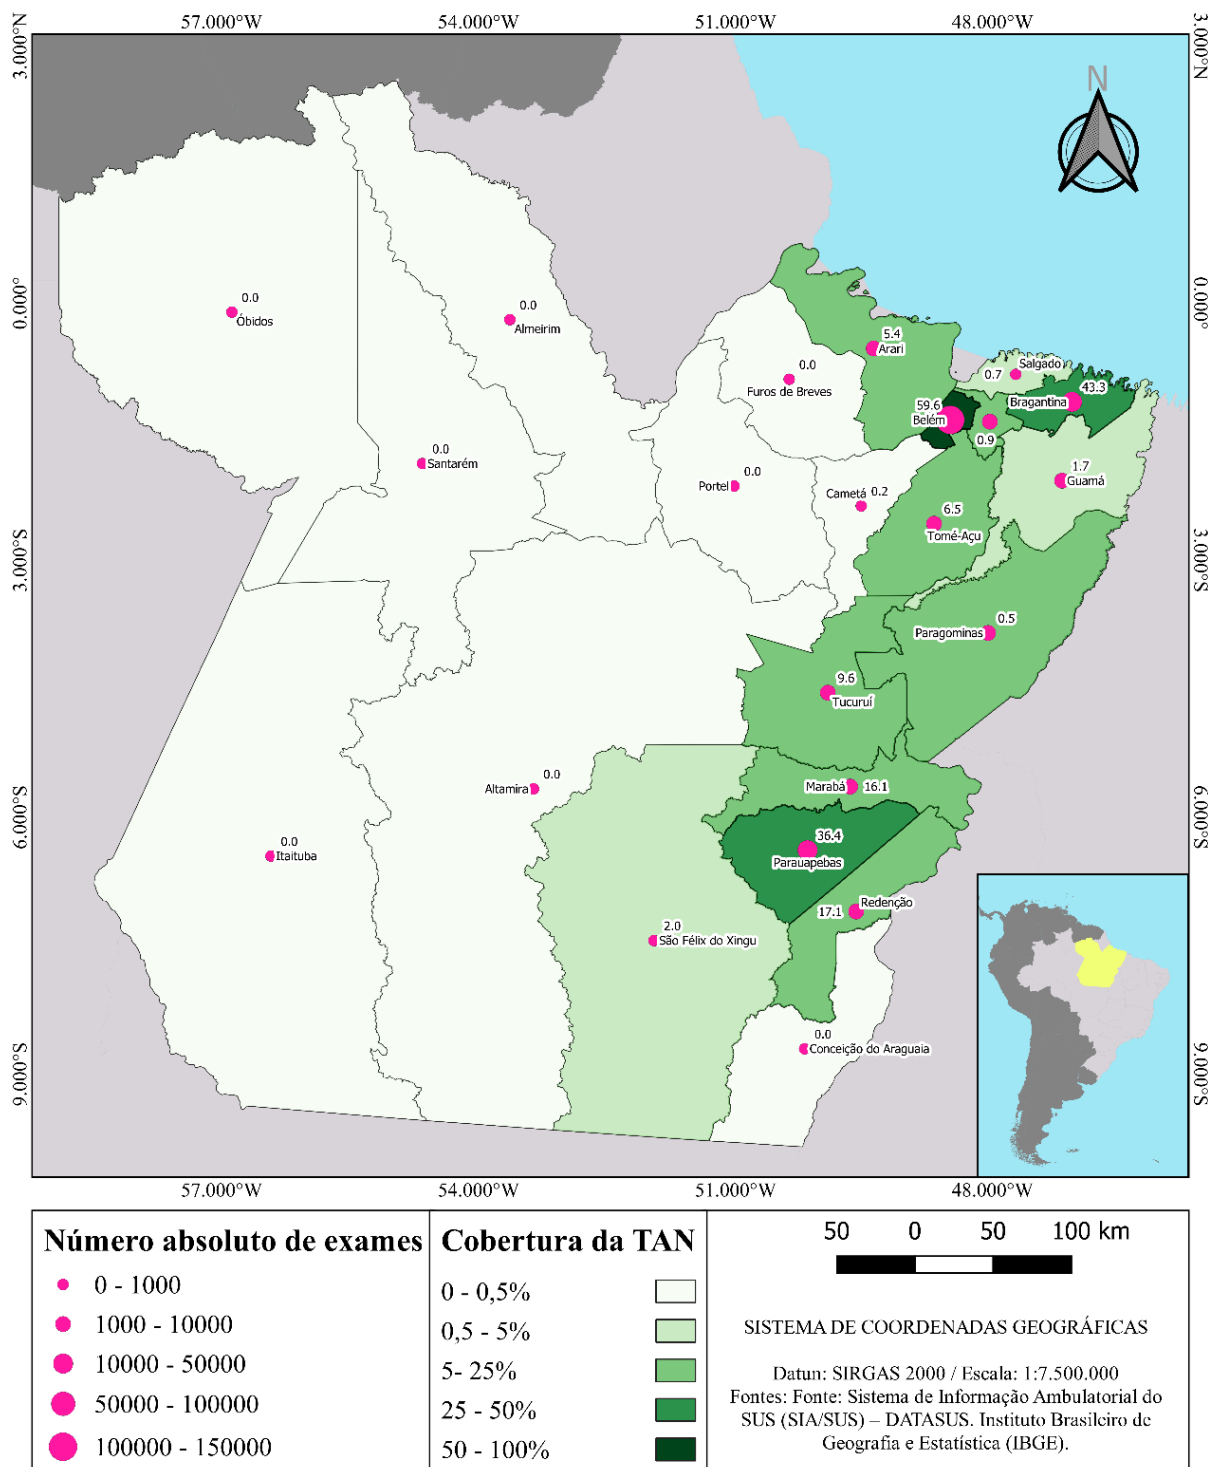 57.000°W 54.000°W 51.000°W 48.000°W
3.000°N
3.000°N
N
0.000°
0.000°
0.0
Óbidos
0.0
Almeirim
5.4
Arari
0.0
Furos de Breves
Salgado
0.7
43.3
Bragantina
59.6
Belém
0.9
0.0
Santarém
1.7
Guamá
0.0
Portel
Cametá
0.2
6.5
Tomé-Açu
3.000°S
3.000°S
0.5
Paragominas
9.6
Tucuruí
0.0
Altamira
Marabá
16.1
6.000°S
6.000°S
36.4
Parauapebas
0.0
Itaituba
Redenção
17.1
2.0
São Félix do Xingu
0.0
Conceição do Araguaia
9.000°S
9.000°S
57.000°W 54.000°W 51.000°W 48.000°W
Número absoluto de exames
0 - 1000
1000 - 10000
10000 - 50000
50000 - 100000
100000 - 150000
Cobertura da TAN
0 - 0,5%
0,5 - 5%
5- 25%
25 - 50%
50 - 100%
50 0 50 100 km
SISTEMA DE COORDENADAS GEOGRÁFICAS
Datun: SIRGAS 2000 / Escala: 1:7.500.000
Fontes: Fonte: Sistema de Informação Ambulatorial do
SUS (SIA/SUS) – DATASUS. Instituto Brasileiro de
Geografia e Estatística (IBGE).